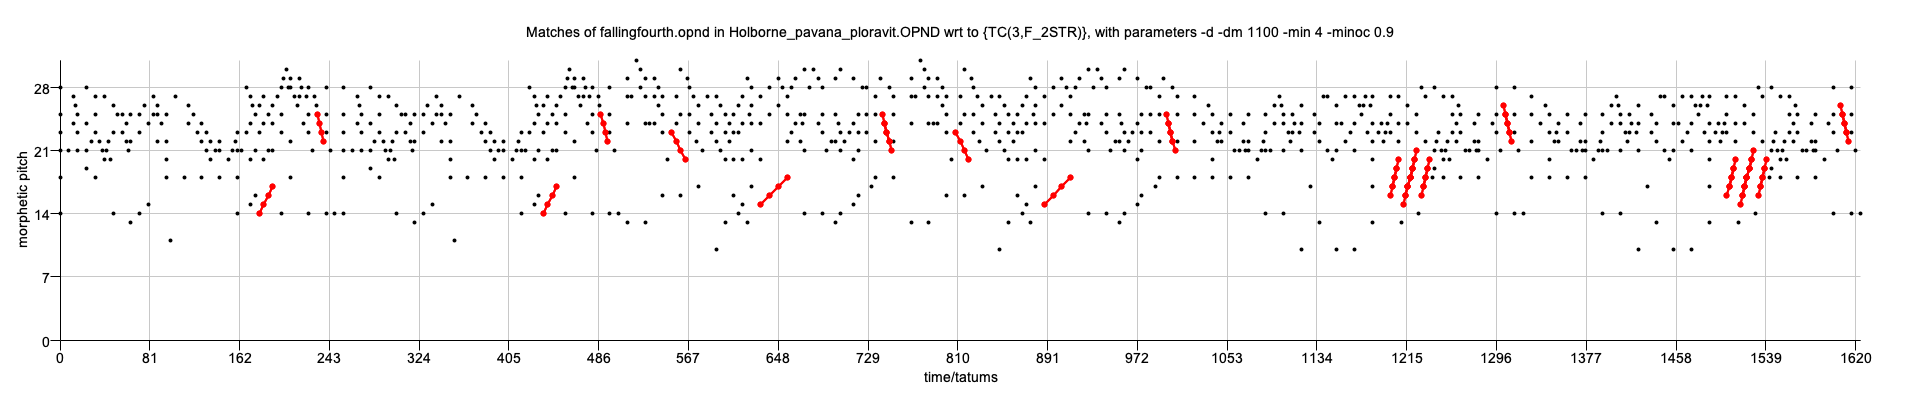 Matches of fallingfourth.opnd in Holborne_pavana_ploravit.OPND wrt to {TC(3,F_2STR)}, with parameters -d -dm 1100 -min 4 -minoc 0.9
morphetic pitch
28
21
14
7
0
0 81 162 243 324 405 486 567 648 729 810 891 972 1053 1134 1215 1296 1377 1458 1539 1620
time/tatums